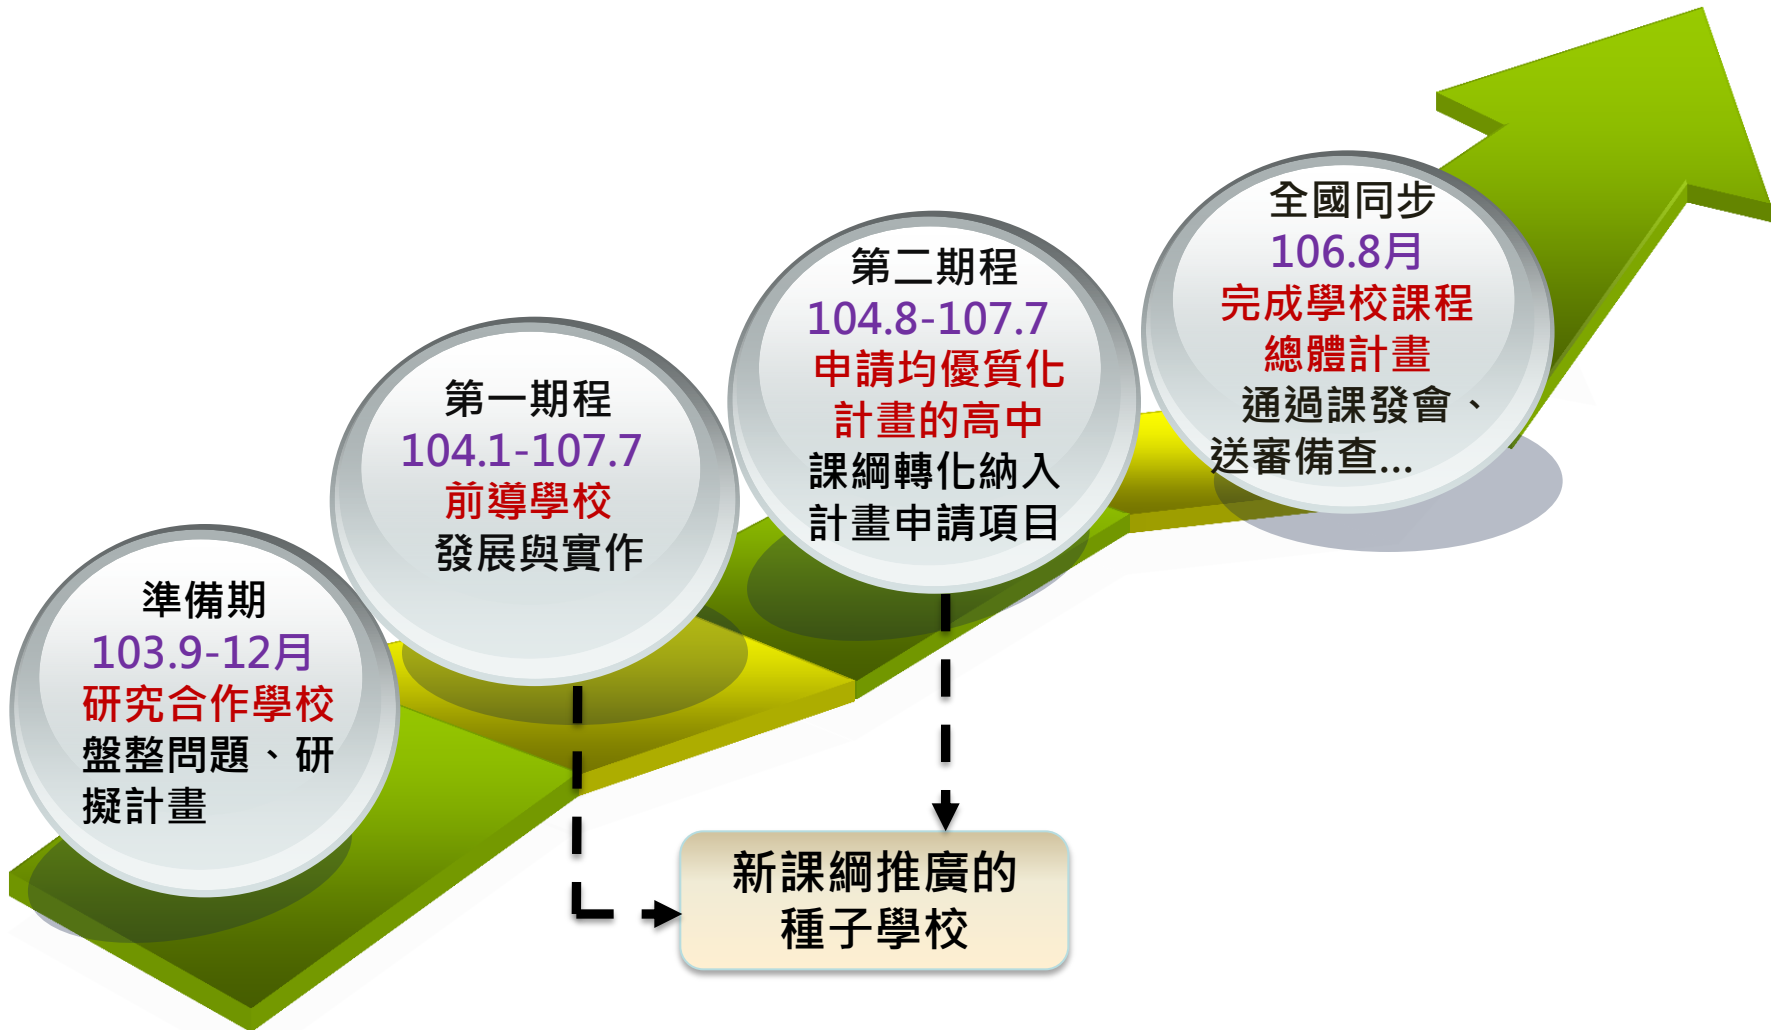 準備期
103.9-12月
研究合作學校
盤整問題、研
擬計畫
第一期程
104.1-107.7
前導學校
發展與實作
第二期程
104.8-107.7
申請均優質化
計畫的高中
課綱轉化納入
計畫申請項目
全國同步
106.8月
完成學校課程
總體計畫
通過課發會、
送審備查...
新課綱推廣的
種子學校